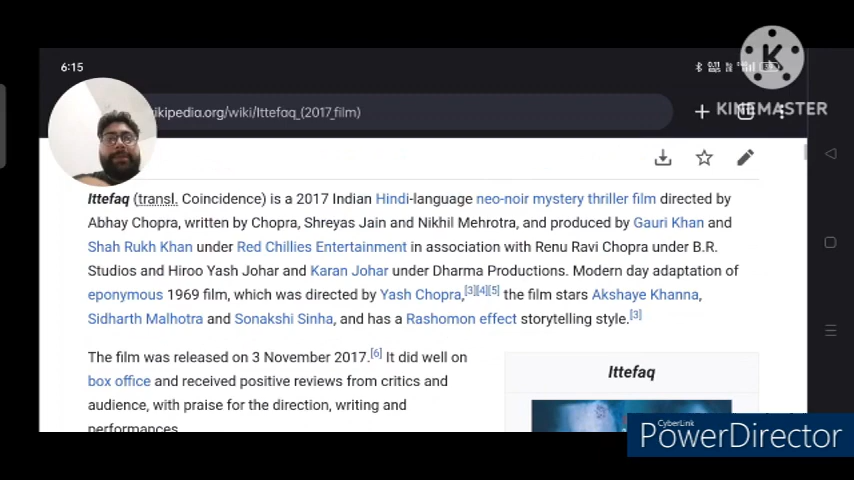 6:15
K
KINEMASTER
ikipedia.org/wiki/Ittefaq_(2017_film)
Ittefaq (transl. Coincidence) is a 2017 Indian Hindi-language neo-noir mystery thriller film directed by
Abhay Chopra, written by Chopra, Shreyas Jain and Nikhil Mehrotra, and produced by Gauri Khan and
Shah Rukh Khan under Red Chillies Entertainment in association with Renu Ravi Chopra under B.R.
Studios and Hiroo Yash Johar and Karan Johar under Dharma Productions. Modern day adaptation of
eponymous 1969 film, which was directed by Yash Chopra,[3][4][5] the film stars Akshaye Khanna,
Sidharth Malhotra and Sonakshi Sinha, and has a Rashomon effect storytelling style.[3]
The film was released on 3 November 2017.[6] It did well on
box office and received positive reviews from critics and
audience, with praise for the direction, writing and
performances
Ittefaq
CyberLink
PowerDirector